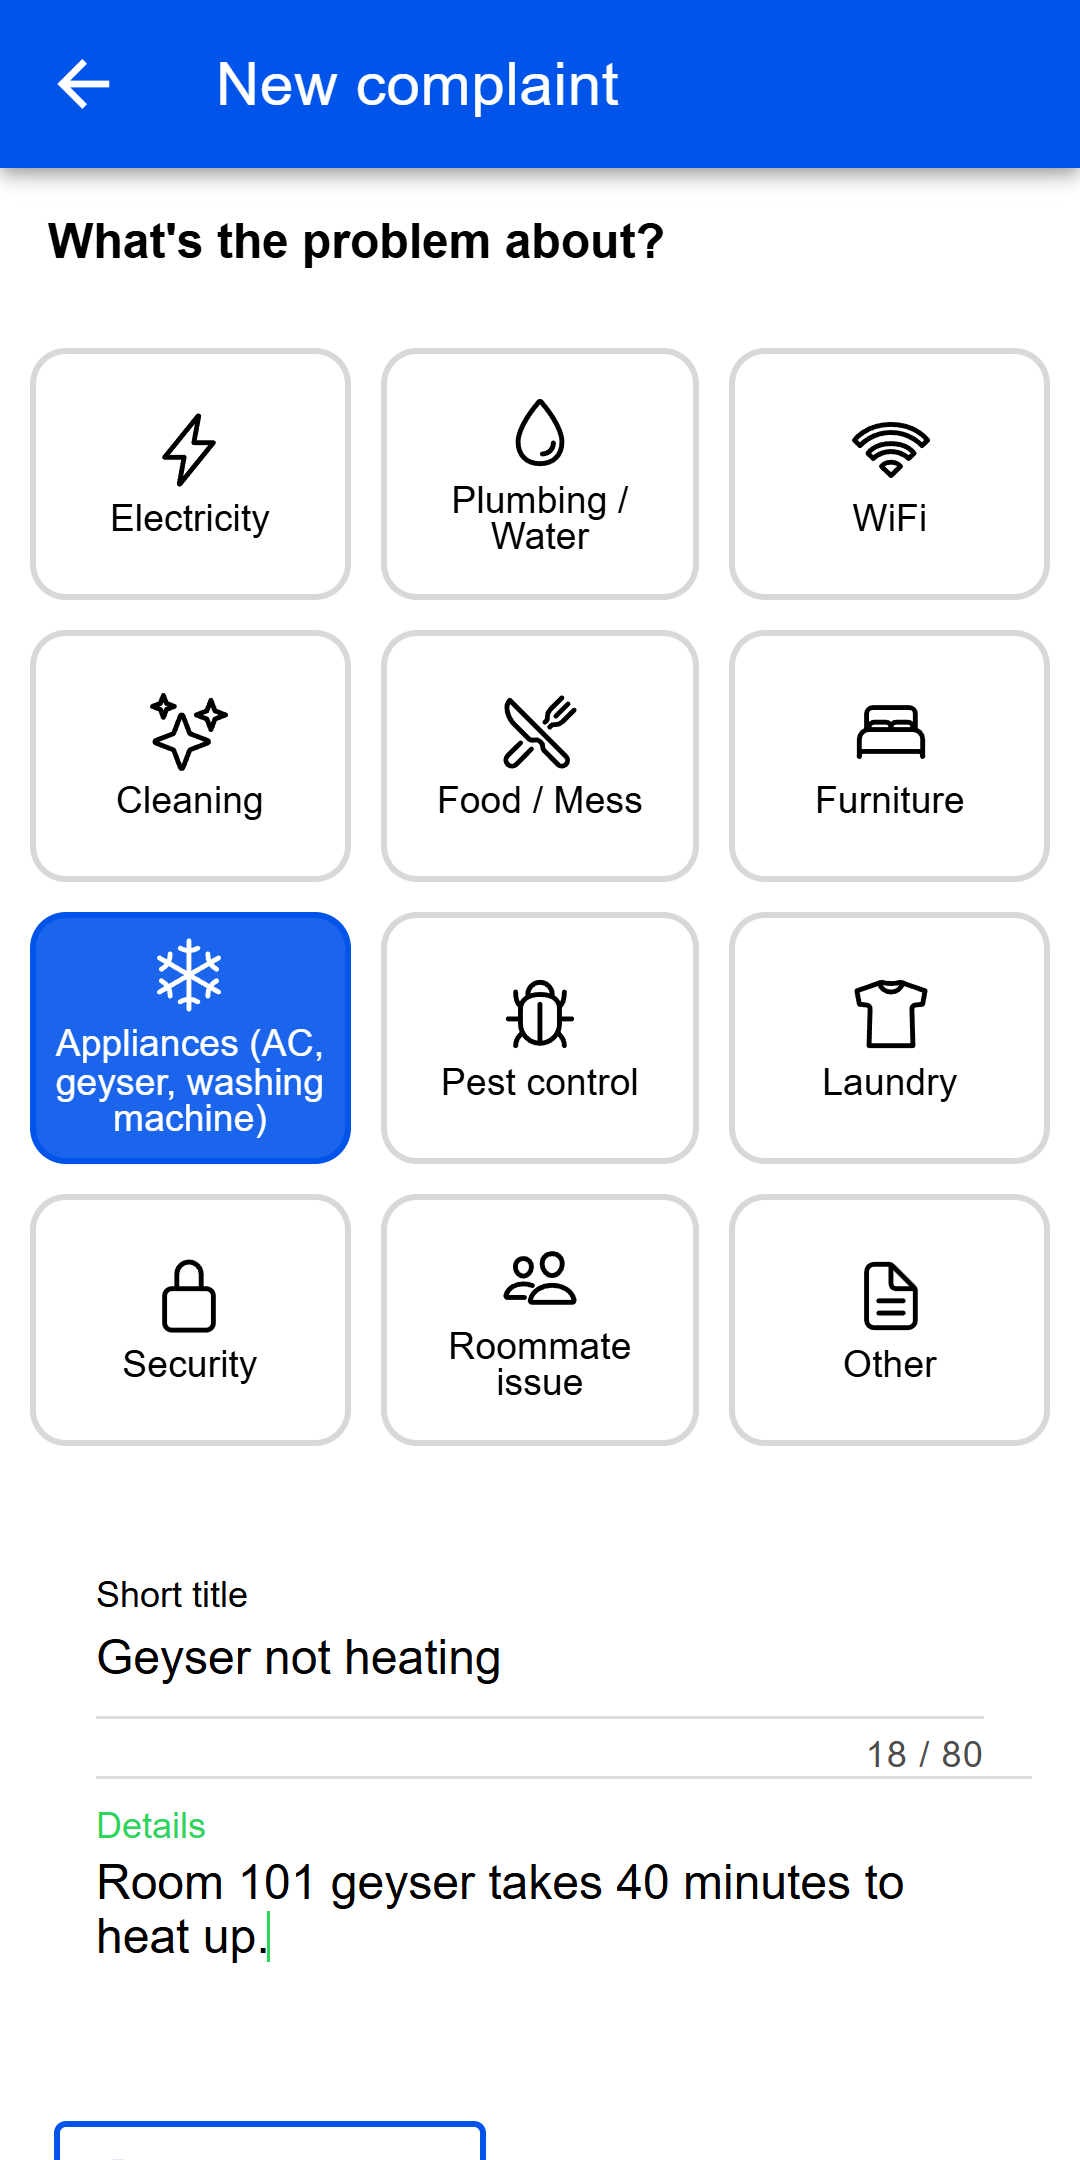 New complaint
What's the problem about?
Electricity
Plumbing /
Water
WiFi
Cleaning
Food / Mess
Furniture
Appliances (AC,
geyser, washing
machine)
Pest control
Laundry
Security
Roommate
issue
Other
Short title
Geyser not heating
18 / 80
Details
Room 101 geyser takes 40 minutes to
heat up.